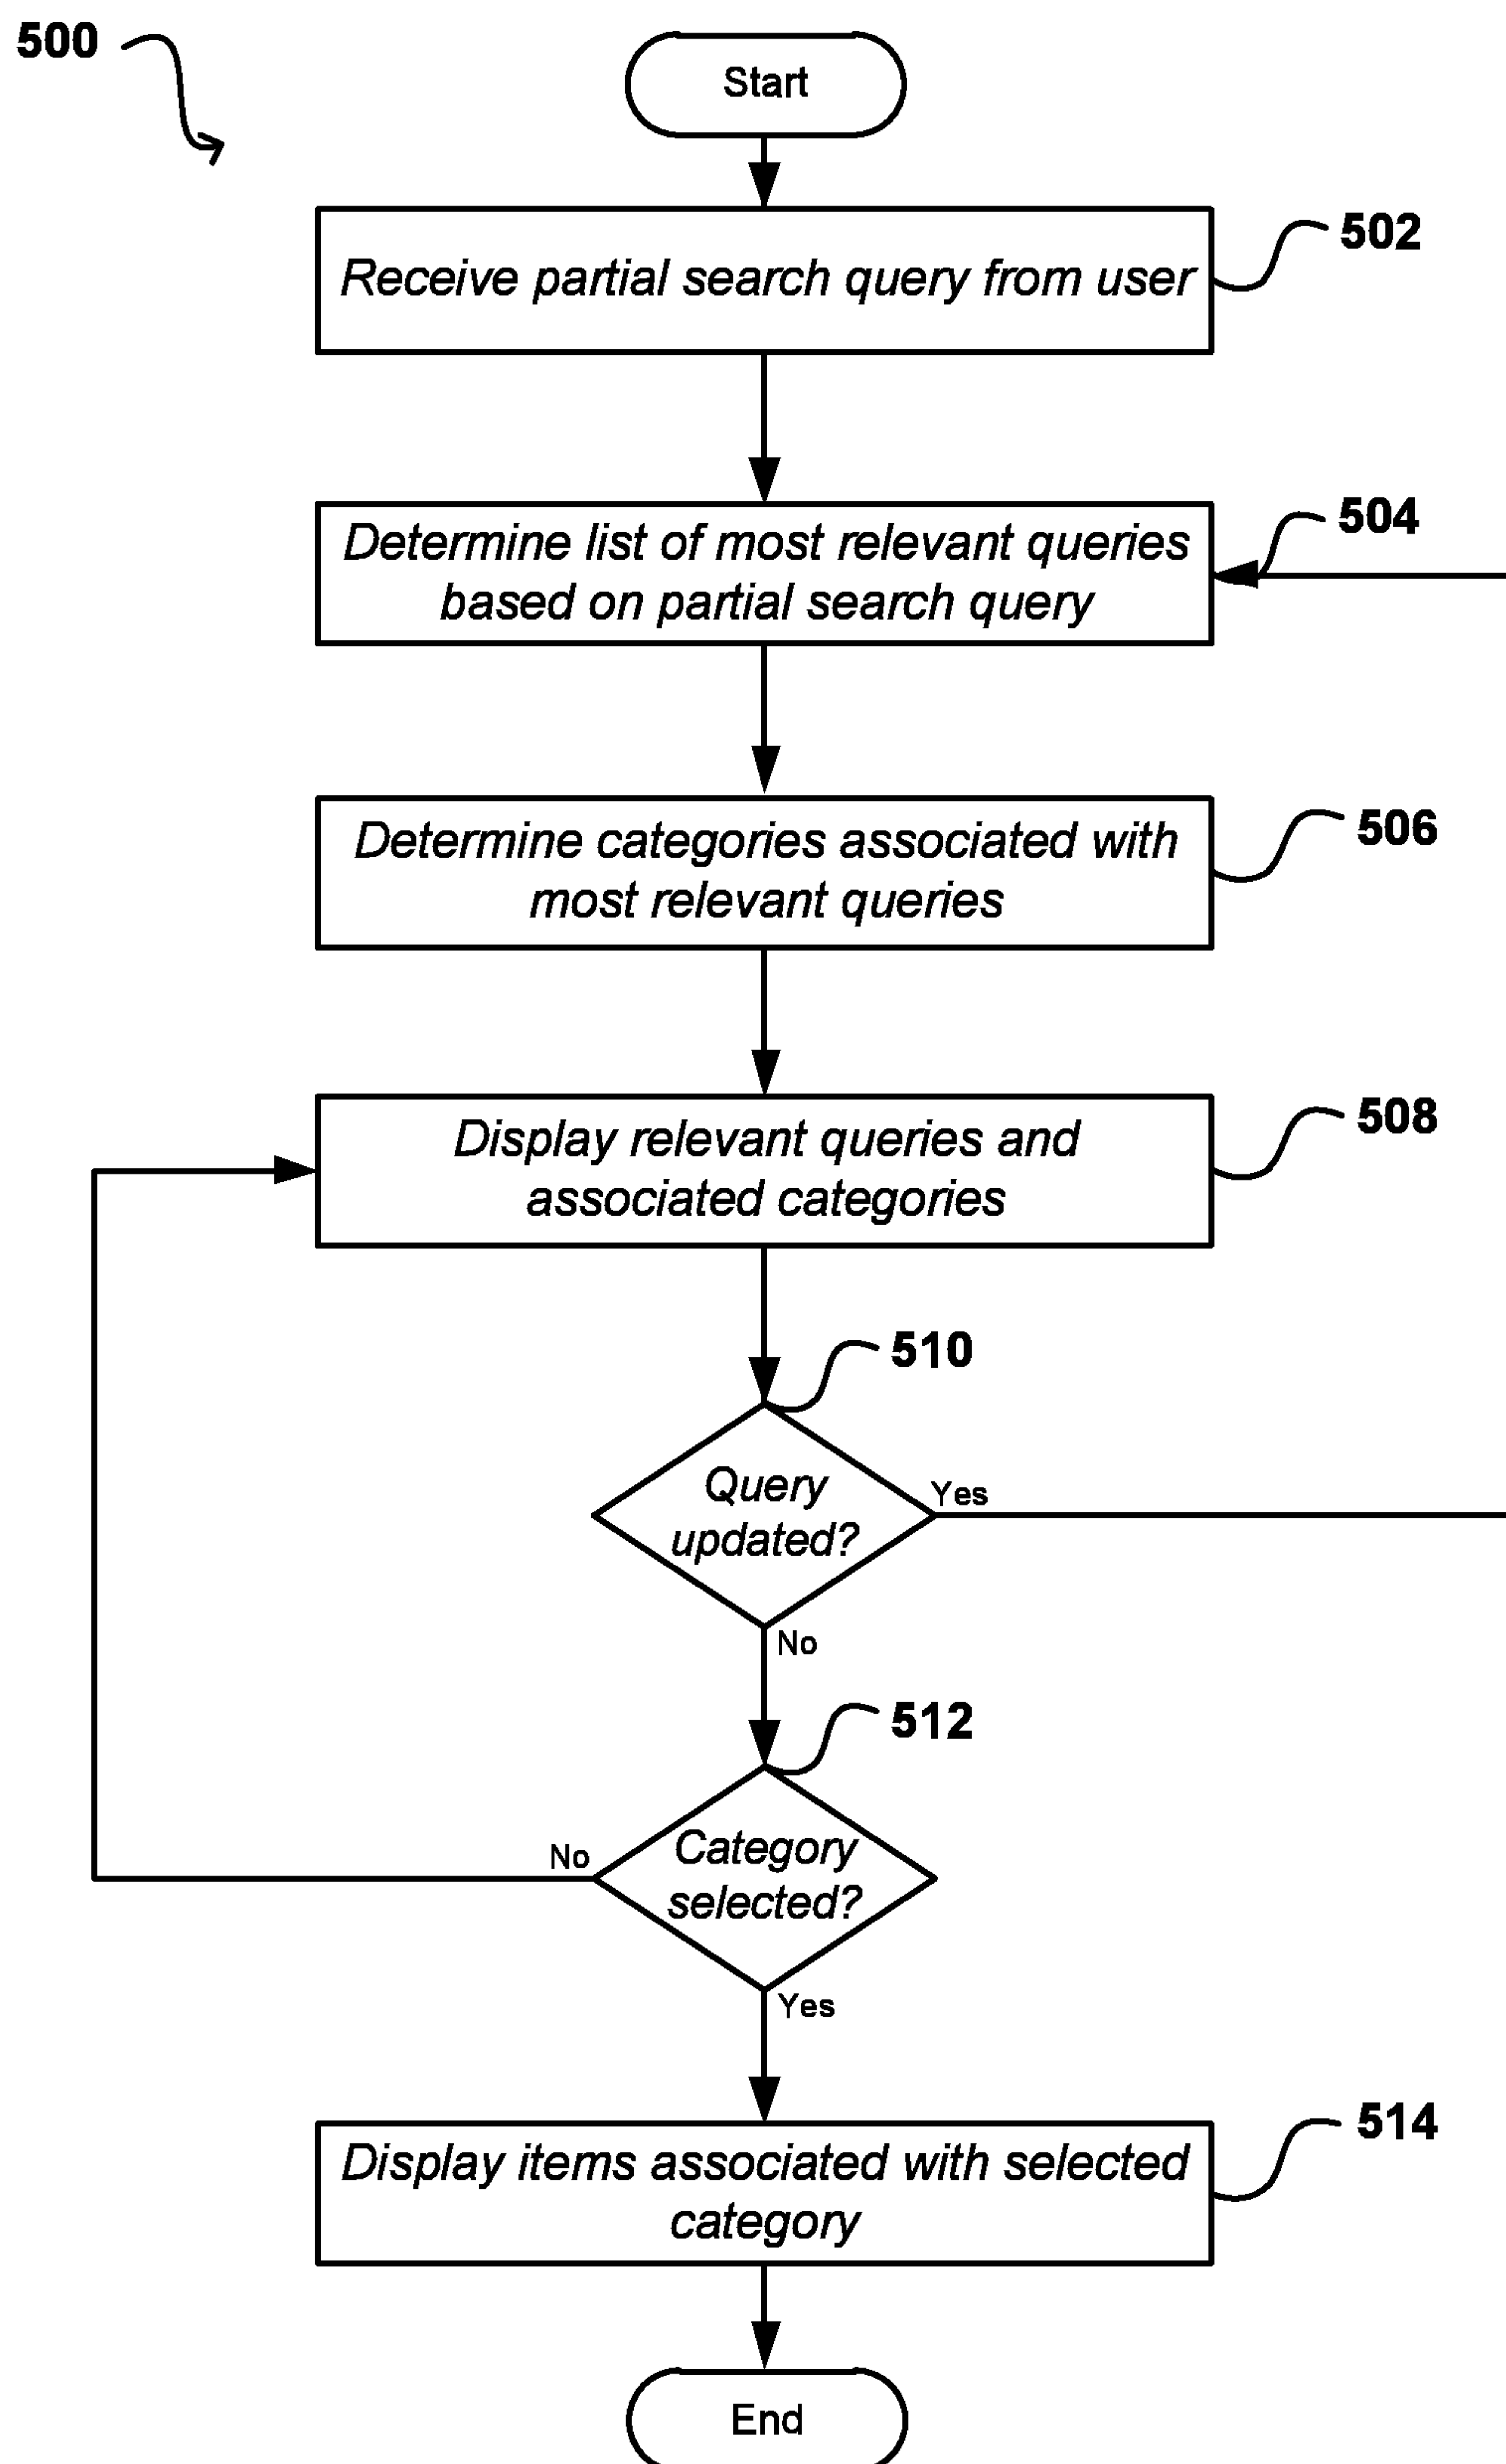 500
Start
502
Receive partial search query from user
504
Determine list of most relevant queries
based on partial search query
506
Determine categories associated with
most relevant queries
508
Display relevant queries and
associated categories
510
Query
updated?
Yes
No
512
Category
selected?
No
Yes
514
Display items associated with selected
category
End